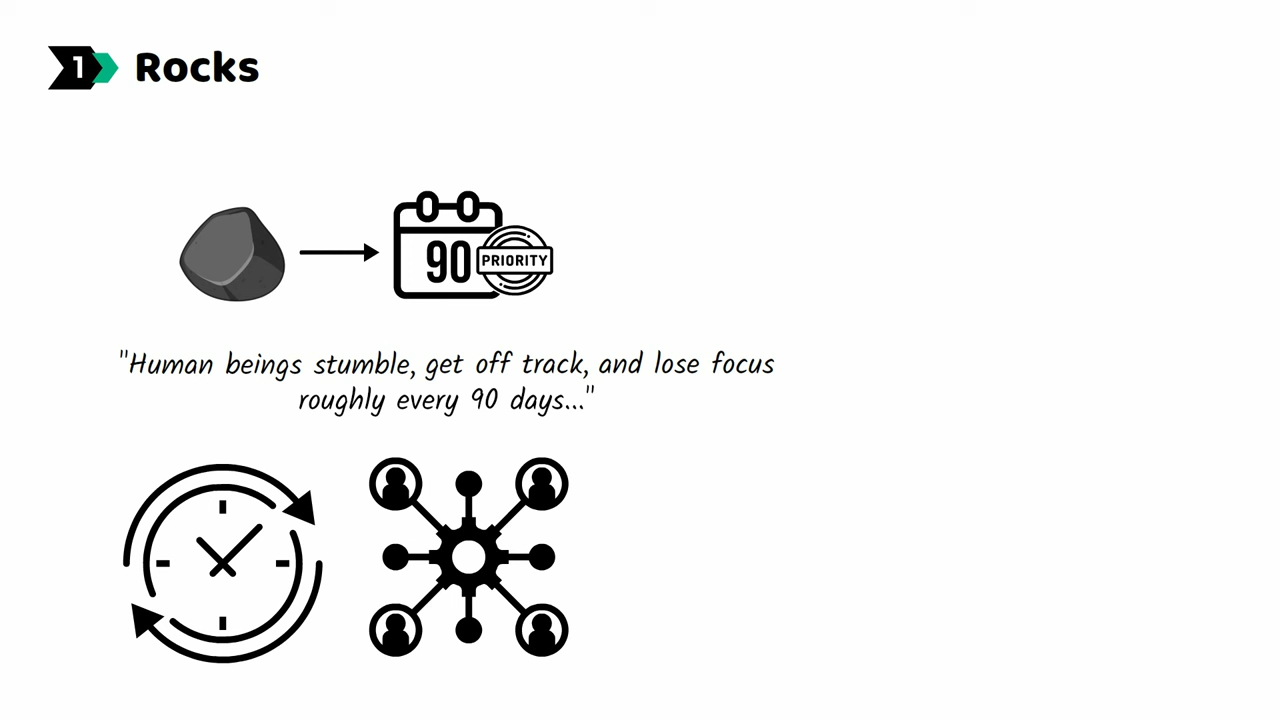 1
Rocks
90
PRIORITY
"Human beings stumble, get off track, and lose focus
roughly every 90 days..."